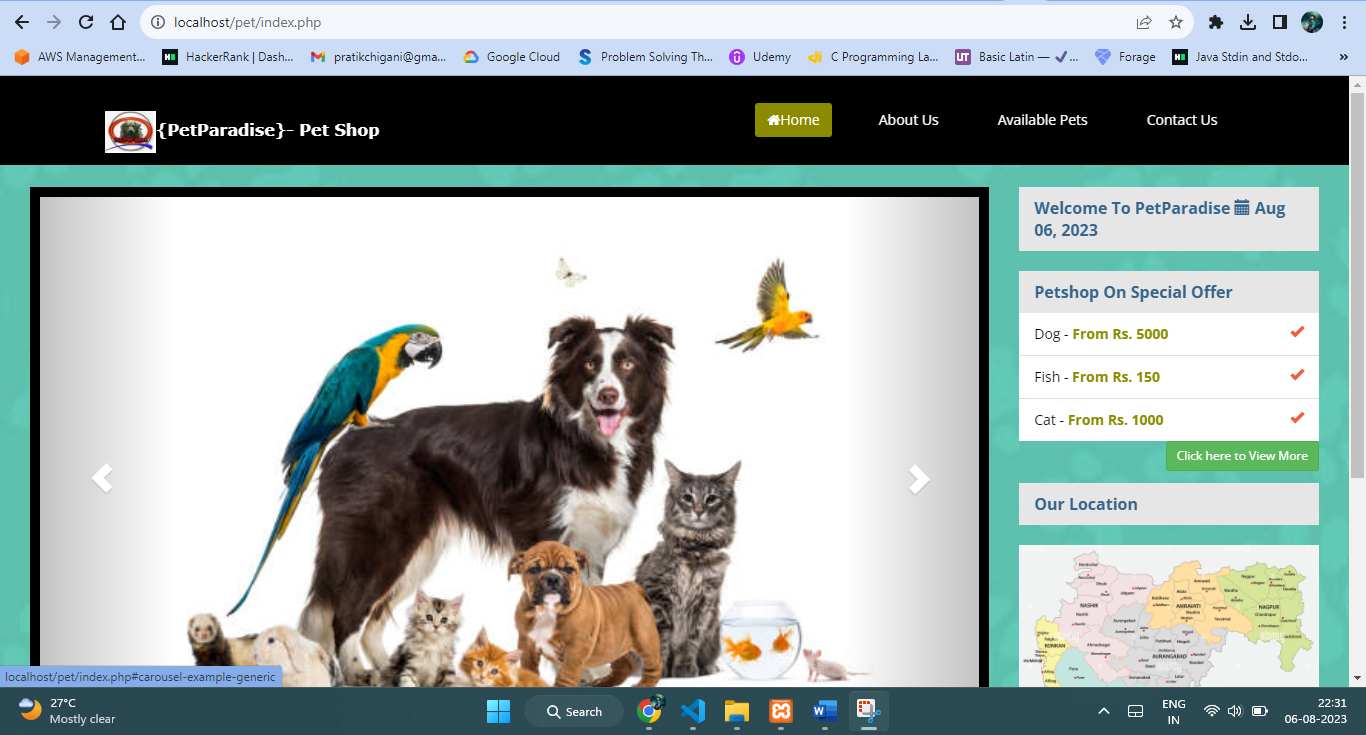 localhost/pet/index.php
AWS Management...
HackerRank | Dash...
pratikchigani@gma...
Google Cloud
Problem Solving Th...
Udemy
C Programming La...
Basic Latin — ✓...
Forage
Java Stdin and Stdo...
»
{PetParadise}- Pet Shop
Home
About Us
Available Pets
Contact Us
Welcome To PetParadise Aug
06, 2023
Petshop On Special Offer
Dog - From Rs. 5000
Fish - From Rs. 150
Cat - From Rs. 1000
Click here to View More
Our Location
NASHIK
AMRAVATI
NAGPUR
KONKAN
AURANGABAD
localhost/pet/index.php#carousel-example-generic
27°C
Mostly clear
Search
ENG
IN
22:31
06-08-2023